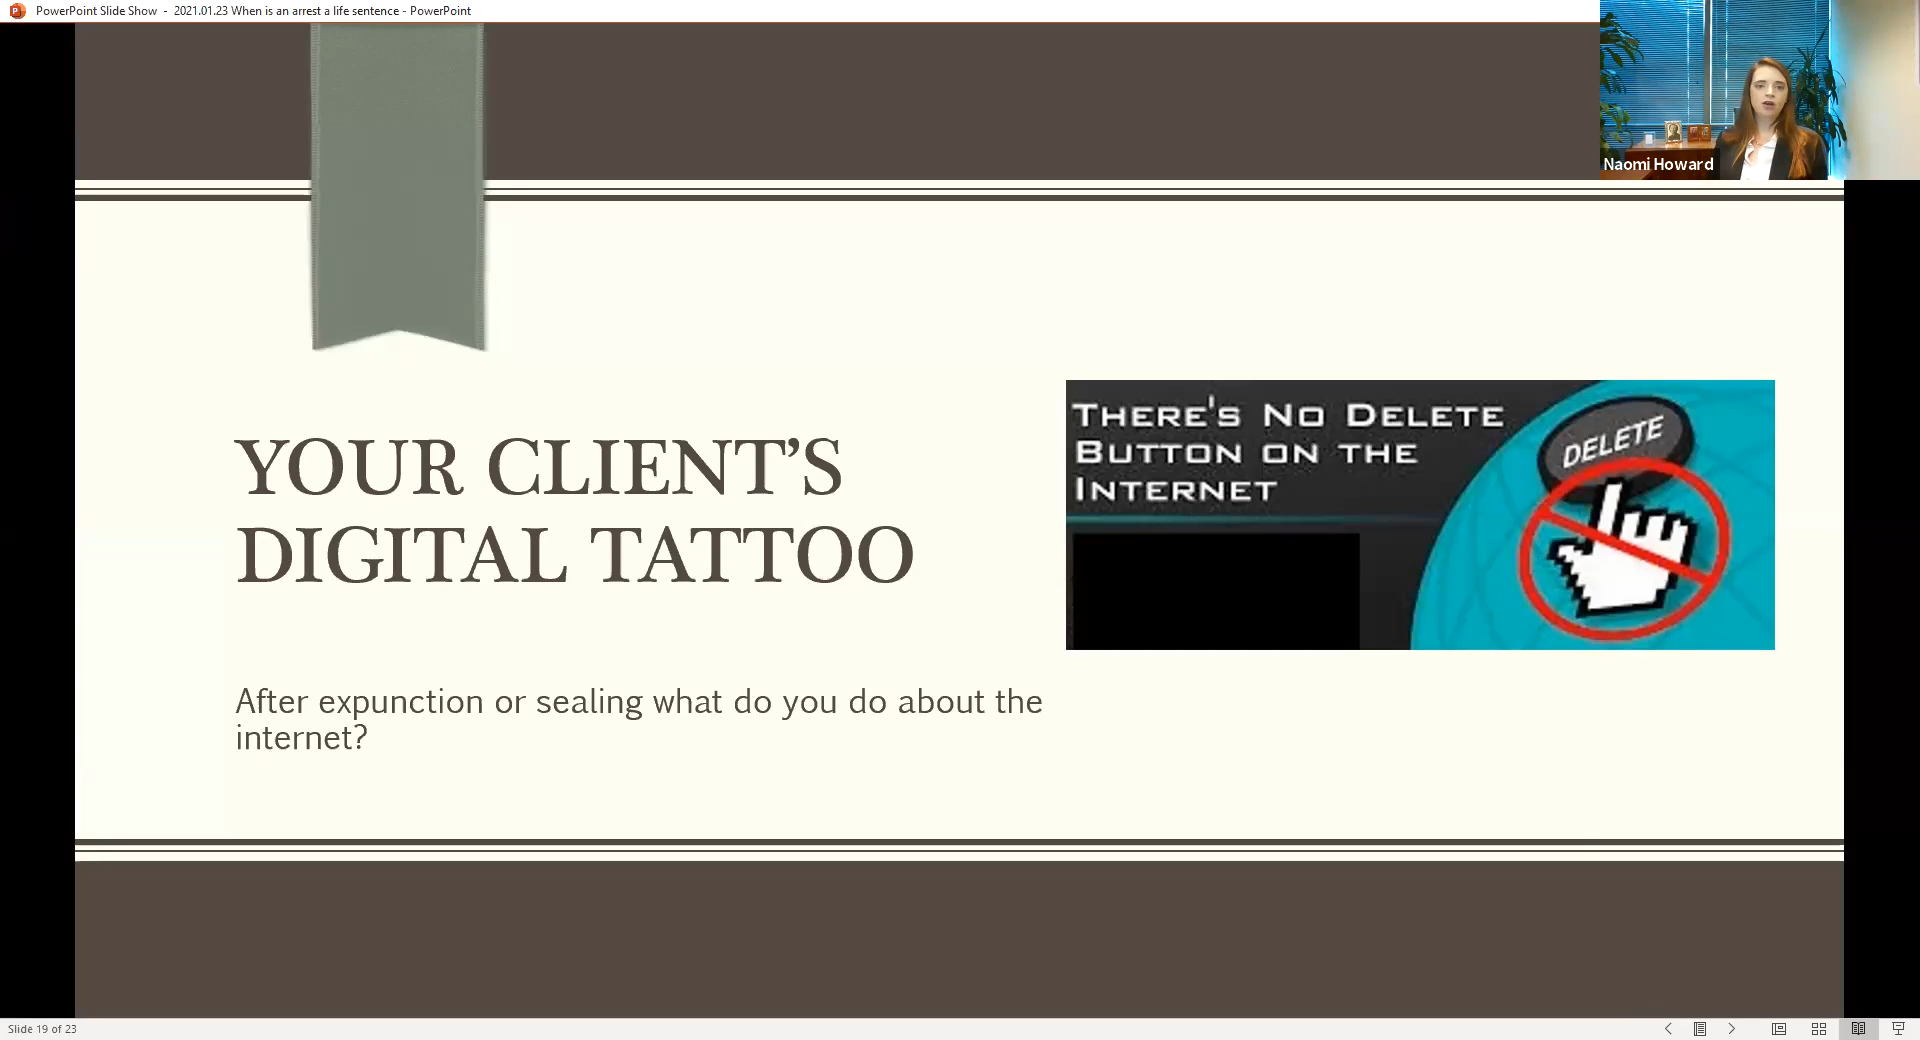 PowerPoint Slide Show - 2021.01.23 When is an arrest a life sentence - PowerPoint
Naomi Howard
YOUR CLIENT’S
DIGITAL TATTOO
THERE'S NO DELETE
BUTTON ON THE
INTERNET
DELETE
After expunction or sealing what do you do about the
internet?
Slide 19 of 23